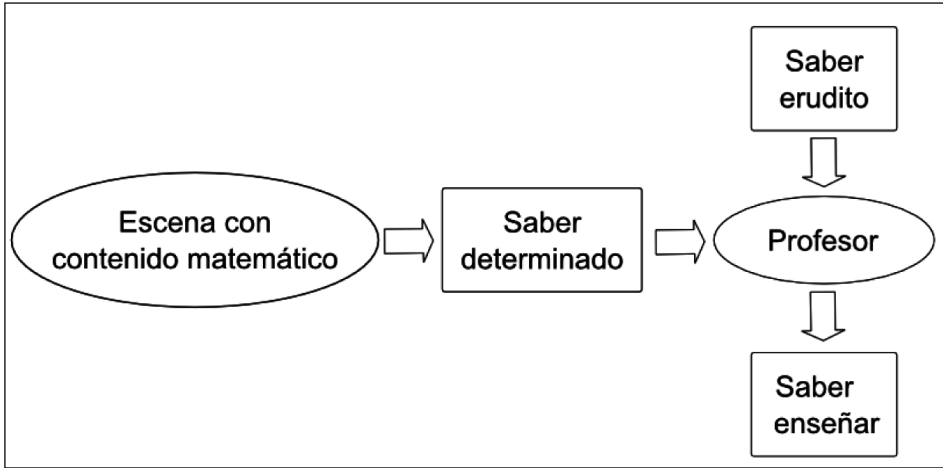 Saber
erudito
Escena con
contenido matemático
Saber
determinado
Profesor
Saber
enseñar